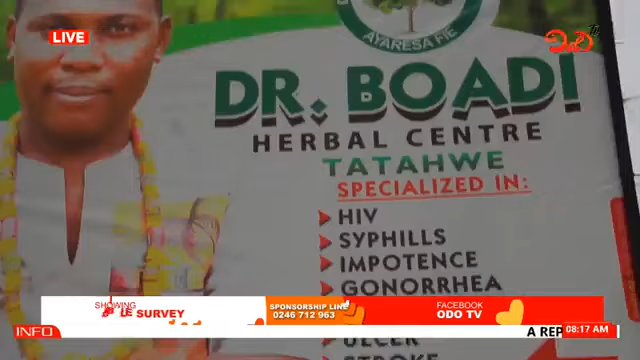 LIVE
AYARESA FIE
DR. BOADI
HERBAL CENTRE
TATAHWE
SPECIALIZED IN:
HIV
SYPHILLS
IMPOTENCE
GONORRHEA
SHOWING
LE SURVEY
SPONSORSHIP LINE
0246 712 963
FACEBOOK
ODO TV
INFO
A REP
08:17 AM
ULCER
STROKE